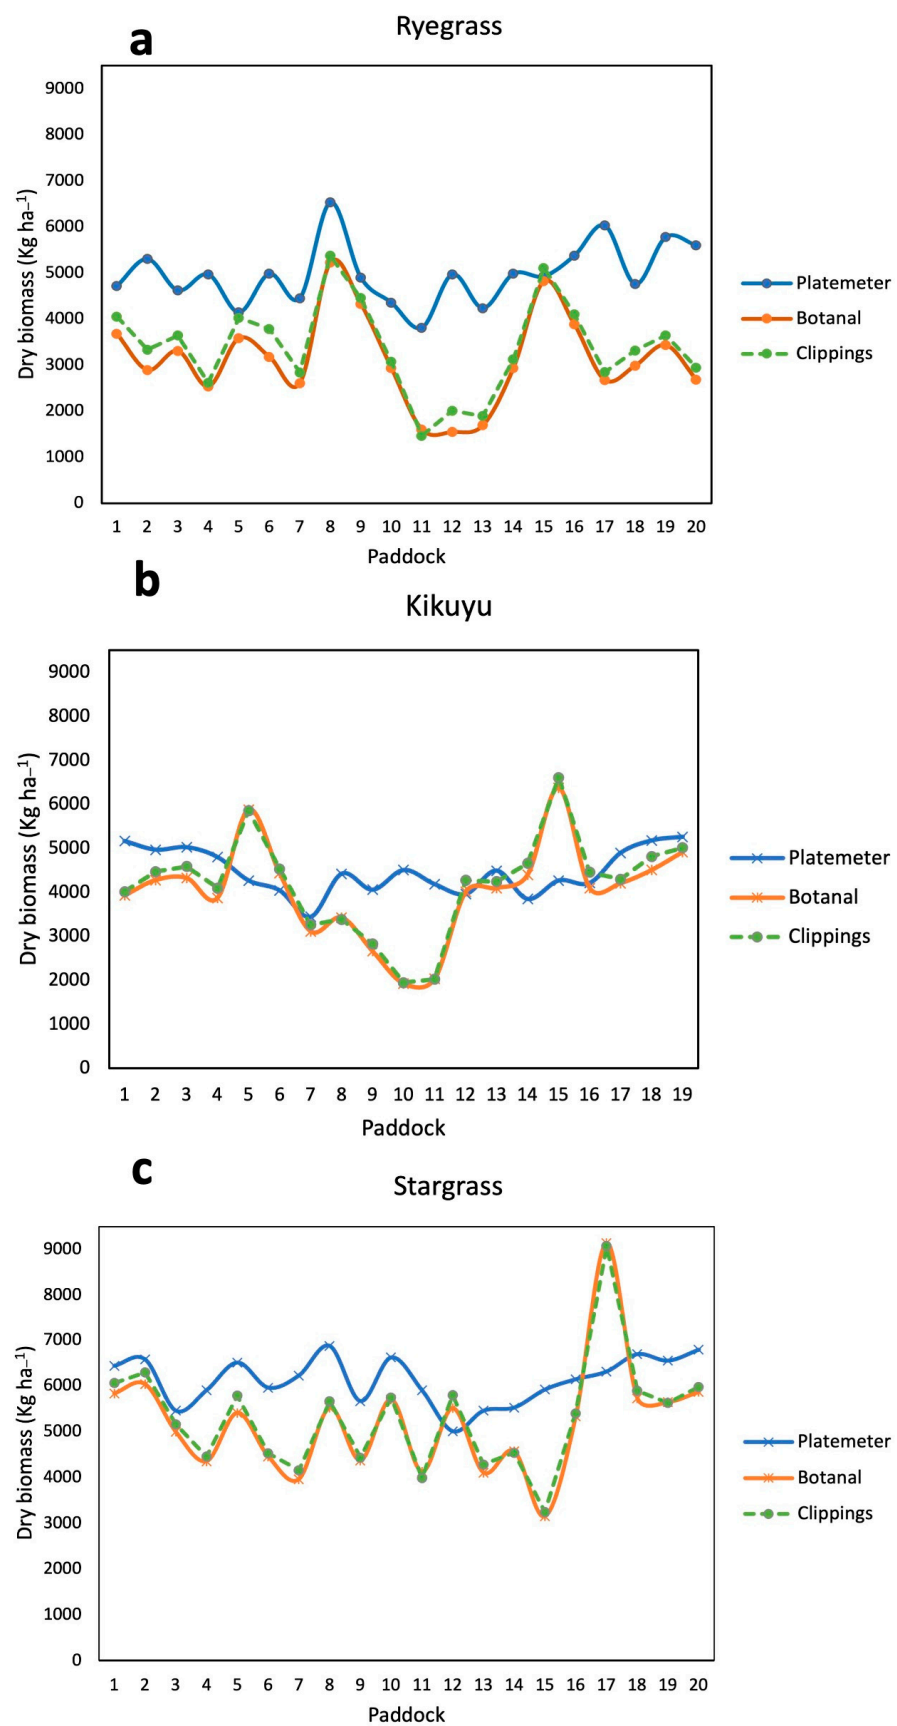 a
Ryegrass
9000
8000
7000
6000
5000
4000
3000
2000
1000
0
Dry biomass (Kg ha⁻¹)
1 2 3 4 5 6 7 8 9 10 11 12 13 14 15 16 17 18 19 20
Paddock
Platemeter
Botanal
Clippings
b
Kikuyu
9000
8000
7000
6000
5000
4000
3000
2000
1000
0
Dry biomass (Kg ha⁻¹)
1 2 3 4 5 6 7 8 9 10 11 12 13 14 15 16 17 18 19
Paddock
Platemeter
Botanal
Clippings
c
Stargrass
9000
8000
7000
6000
5000
4000
3000
2000
1000
0
Dry biomass (Kg ha⁻¹)
1 2 3 4 5 6 7 8 9 10 11 12 13 14 15 16 17 18 19 20
Paddock
Platemeter
Botanal
Clippings